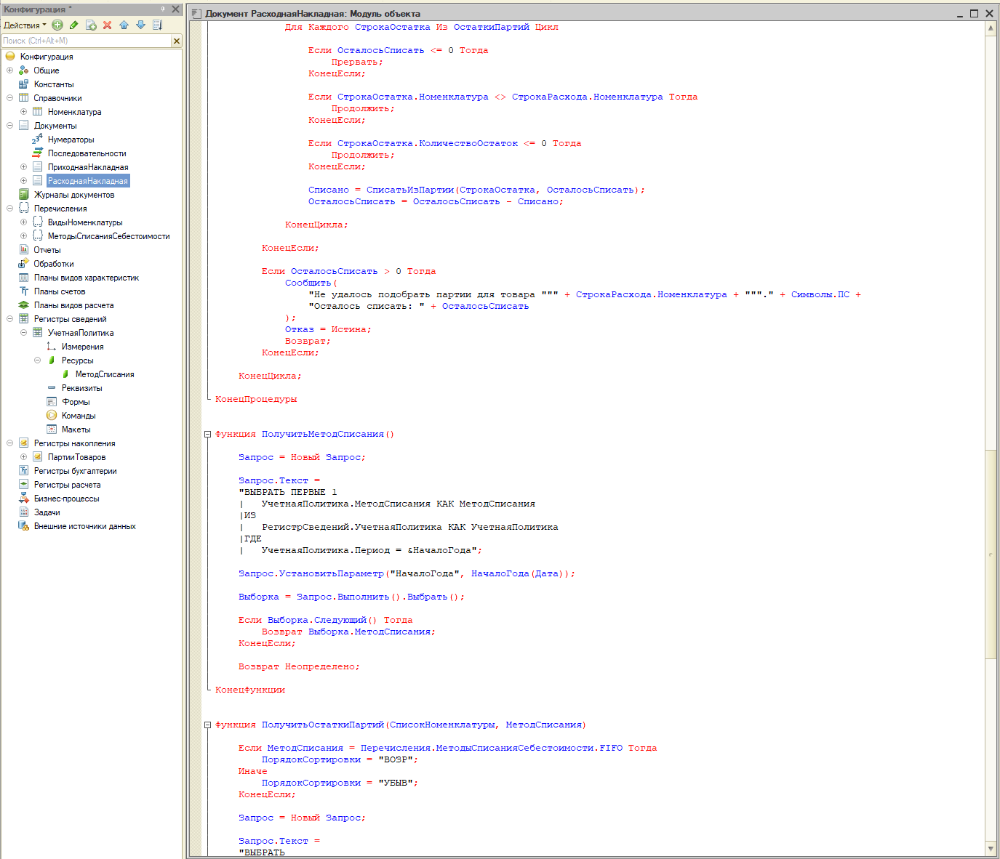 Конфигурация *
Действия
Поиск (Ctrl+Alt+M)
Конфигурация
Общие
Константы
Справочники
Номенклатура
Документы
Нумераторы
Последовательности
ПриходнаяНакладная
РасходнаяНакладная
Журналы документов
Перечисления
ВидыНоменклатуры
МетодыСписанияСебестоимости
Отчеты
Обработки
Планы видов характеристик
Планы счетов
Планы видов расчета
Регистры сведений
УчетнаяПолитика
Измерения
Ресурсы
МетодСписания
Реквизиты
Формы
Команды
Макеты
Регистры накопления
ПартииТоваров
Регистры бухгалтерии
Регистры расчета
Бизнес-процессы
Задачи
Внешние источники данных
Документ РасходнаяНакладная: Модуль объекта
Для Каждого СтрокаОстатка Из ОстаткиПартий Цикл
Если ОсталосьСписать <= 0 Тогда
Прервать;
КонецЕсли;
Если СтрокаОстатка.Номенклатура <> СтрокаРасхода.Номенклатура Тогда
Продолжить;
КонецЕсли;
Если СтрокаОстатка.КоличествоОстаток <= 0 Тогда
Продолжить;
КонецЕсли;
Списано = СписатьИзПартии(СтрокаОстатка, ОсталосьСписать);
ОсталосьСписать = ОсталосьСписать - Списано;
КонецЦикла;
КонецЕсли;
Если ОсталосьСписать > 0 Тогда
Сообщить(
"Не удалось подобрать партии для товара """ + СтрокаРасхода.Номенклатура + """." + Символы.ПС +
"Осталось списать: " + ОсталосьСписать
);
Отказ = Истина;
Возврат;
КонецЕсли;
КонецЦикла;
КонецПроцедуры
Функция ПолучитьМетодСписания()
Запрос = Новый Запрос;
Запрос.Текст =
"ВЫБРАТЬ ПЕРВЫЕ 1
|   УчетнаяПолитика.МетодСписания КАК МетодСписания
|ИЗ
|   РегистрСведений.УчетнаяПолитика КАК УчетнаяПолитика
|ГДЕ
|   УчетнаяПолитика.Период = &НачалоГода";
Запрос.УстановитьПараметр("НачалоГода", НачалоГода(Дата));
Выборка = Запрос.Выполнить().Выбрать();
Если Выборка.Следующий() Тогда
Возврат Выборка.МетодСписания;
КонецЕсли;
Возврат Неопределено;
КонецФункции
Функция ПолучитьОстаткиПартий(СписокНоменклатуры, МетодСписания)
Если МетодСписания = Перечисления.МетодыСписанияСебестоимости.FIFO Тогда
ПорядокСортировки = "ВОЗР";
Иначе
ПорядокСортировки = "УБЫВ";
КонецЕсли;
Запрос = Новый Запрос;
Запрос.Текст =
"ВЫБРАТЬ